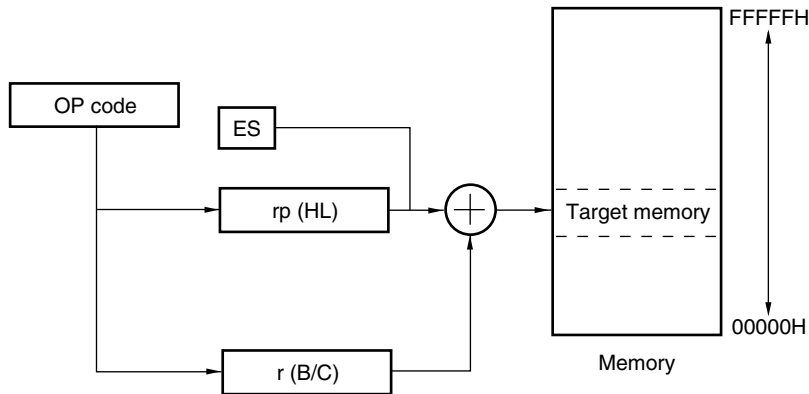 FFFFFH
OP code
ES
rp (HL)
Target memory
r (B/C)
00000H
Memory